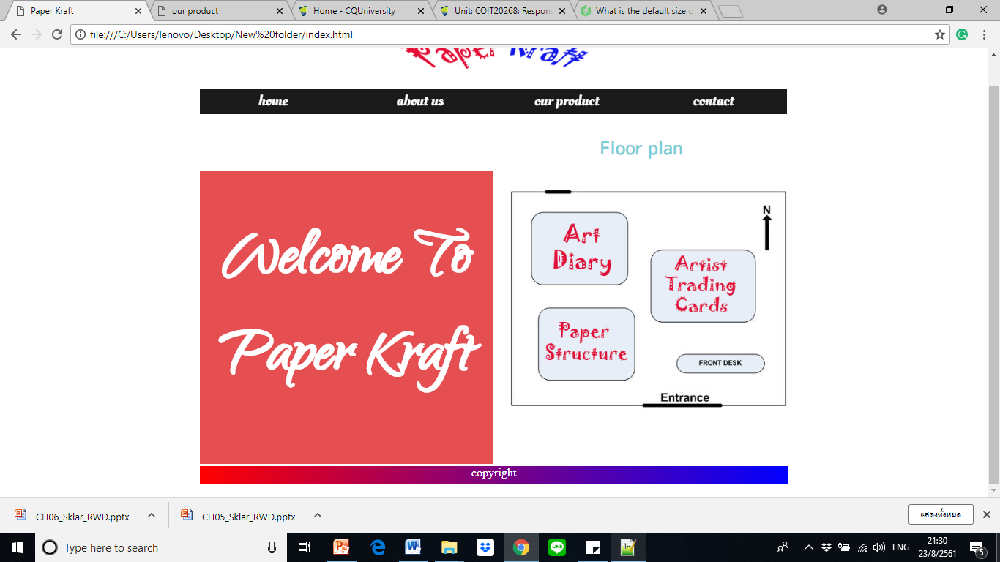 Paper Kraft
our product
Home - CQUniversity
Unit: COIT20268: Respons
What is the default size o
file:///C:/Users/lenovo/Desktop/New%20folder/index.html
Paper Kraft
home about us our product contact
Floor plan
Welcome To
Paper Kraft
N
Art
Diary
Artist
Trading
Cards
Paper
Structure
FRONT DESK
Entrance
copyright
CH06_Sklar_RWD.pptx
CH05_Sklar_RWD.pptx
แสดงทั้งหมด
Type here to search
ENG
21:30
23/8/2561
5